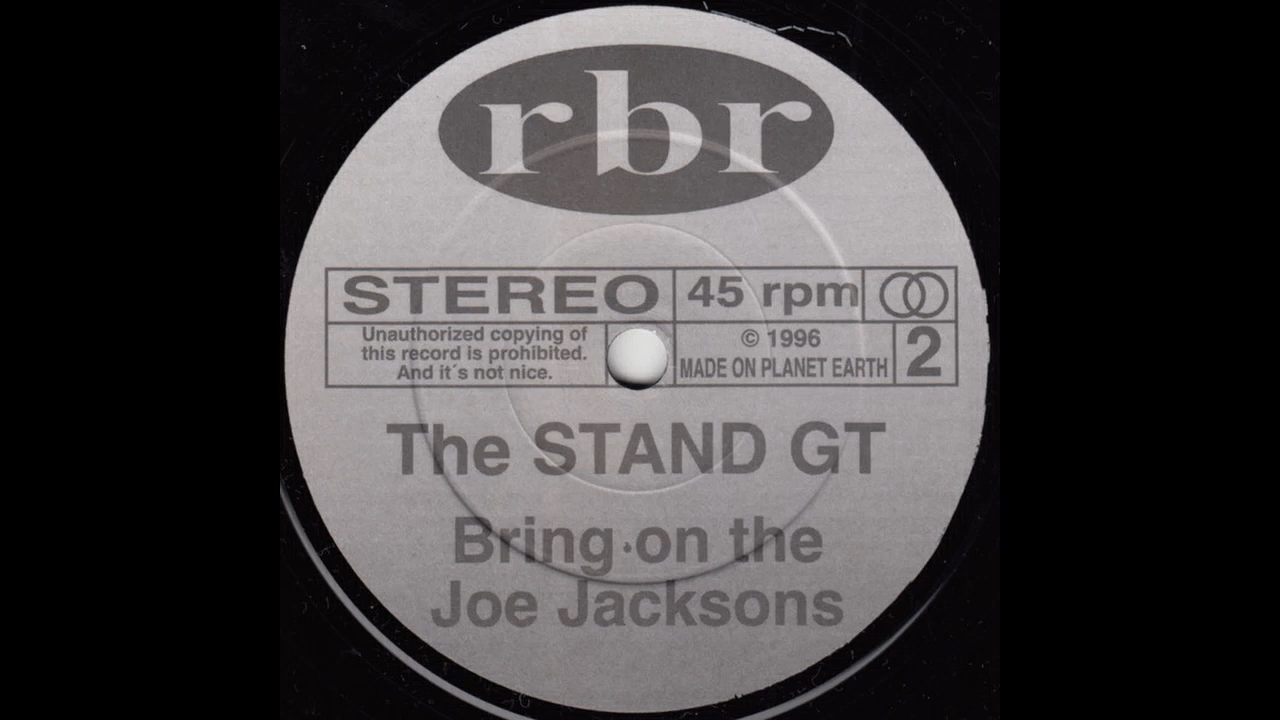 rbr
STEREO
45 rpm
Unauthorized copying of
this record is prohibited.
And it´s not nice.
© 1996
MADE ON PLANET EARTH
2
The STAND GT
Bring on the
Joe Jacksons